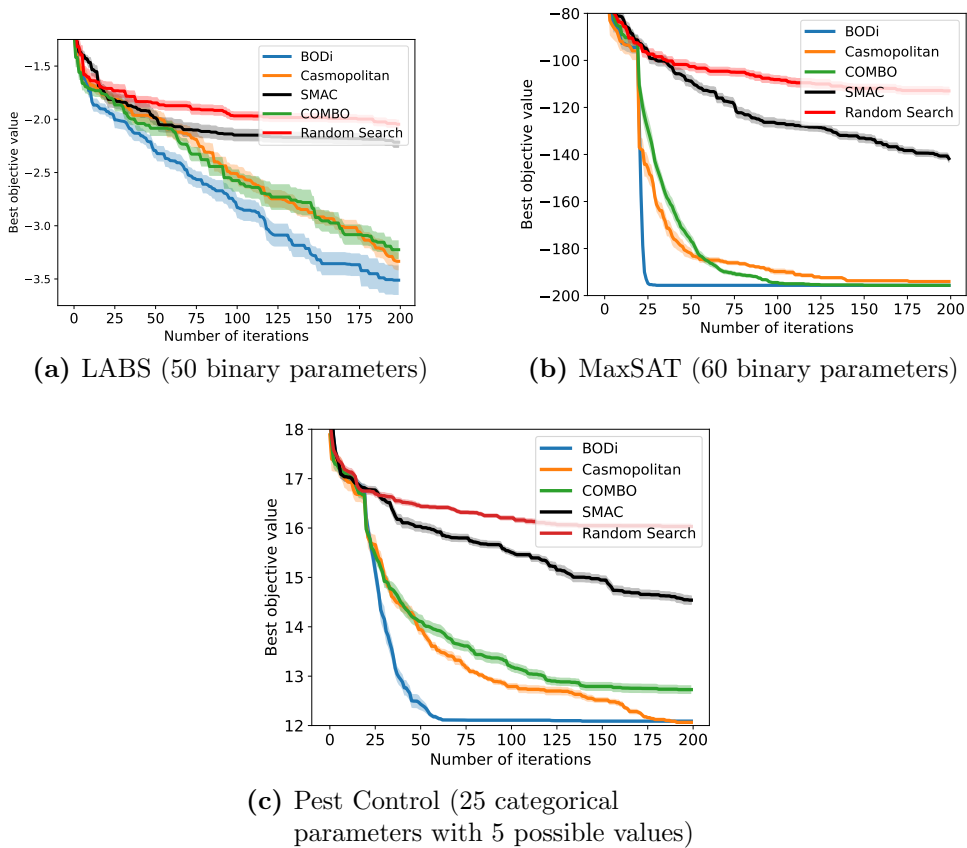 −1.5
−2.0
−2.5
−3.0
−3.5
Best objective value
BODi
Casmopolitan
SMAC
COMBO
Random Search
0 25 50 75 100 125 150 175 200
Number of iterations
(a) LABS (50 binary parameters)
−80
−100
−120
−140
−160
−180
−200
Best objective value
BODi
Casmopolitan
COMBO
SMAC
Random Search
0 25 50 75 100 125 150 175 200
Number of iterations
(b) MaxSAT (60 binary parameters)
18
17
16
15
14
13
12
Best objective value
BODi
Casmopolitan
COMBO
SMAC
Random Search
0 25 50 75 100 125 150 175 200
Number of iterations
(c) Pest Control (25 categorical
parameters with 5 possible values)